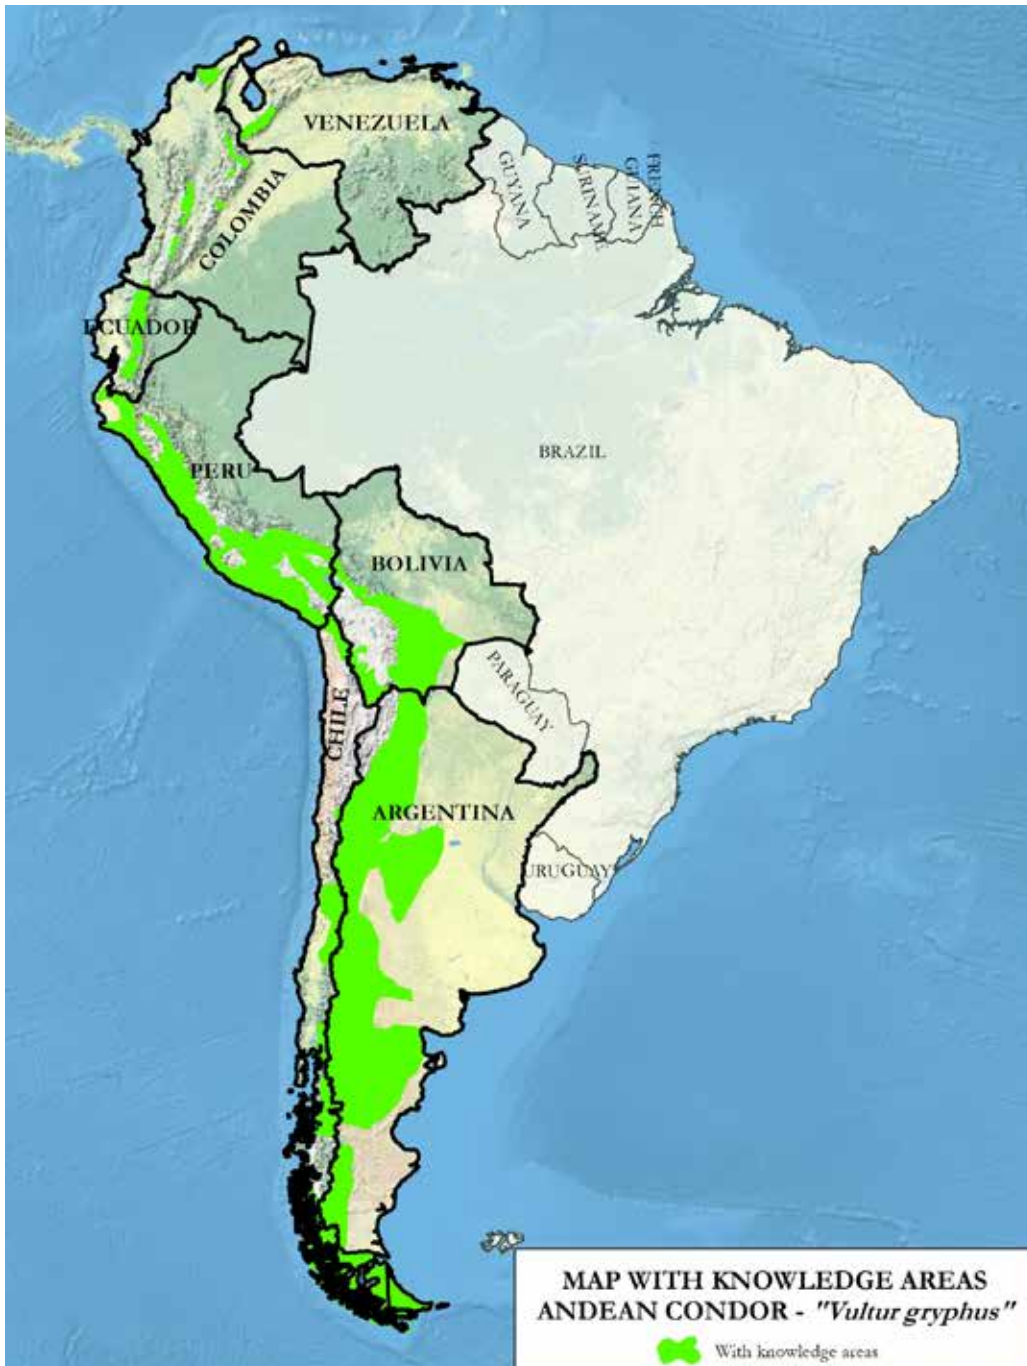 VENEZUELA
GUYANA
SURINAME
FRENCH
GUIANA
COLOMBIA
ECUADOR
PERU
BRAZIL
BOLIVIA
PARAGUAY
CHILE
ARGENTINA
URUGUAY
MAP WITH KNOWLEDGE AREAS
ANDEAN CONDOR - "Vultur gryphus"
With knowledge areas